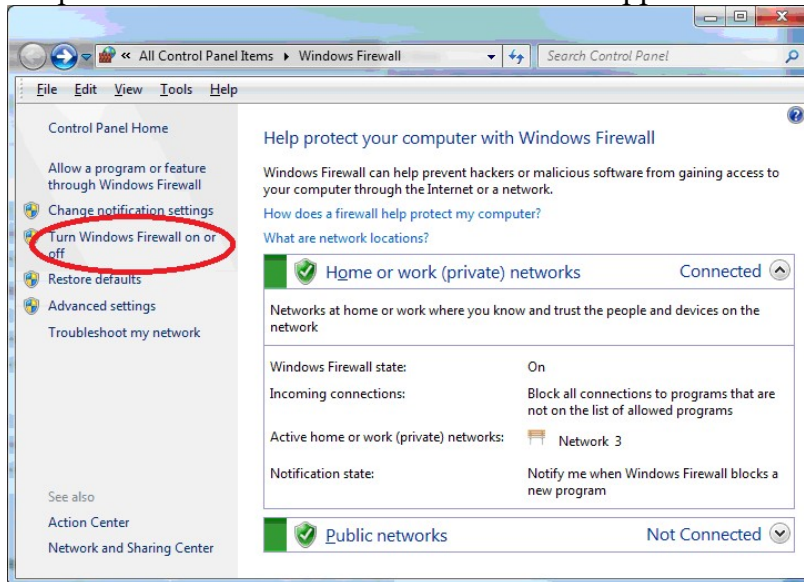 « All Control Panel Items ▸ Windows Firewall
Search Control Panel
File Edit View Tools Help
Control Panel Home
Allow a program or feature
through Windows Firewall
Change notification settings
Turn Windows Firewall on or
off
Restore defaults
Advanced settings
Troubleshoot my network
See also
Action Center
Network and Sharing Center
Help protect your computer with Windows Firewall
Windows Firewall can help prevent hackers or malicious software from gaining access to
your computer through the Internet or a network.
How does a firewall help protect my computer?
What are network locations?
Home or work (private) networks Connected
Networks at home or work where you know and trust the people and devices on the
network
Windows Firewall state: On
Incoming connections: Block all connections to programs that are
not on the list of allowed programs
Active home or work (private) networks: Network 3
Notification state: Notify me when Windows Firewall blocks a
new program
Public networks Not Connected